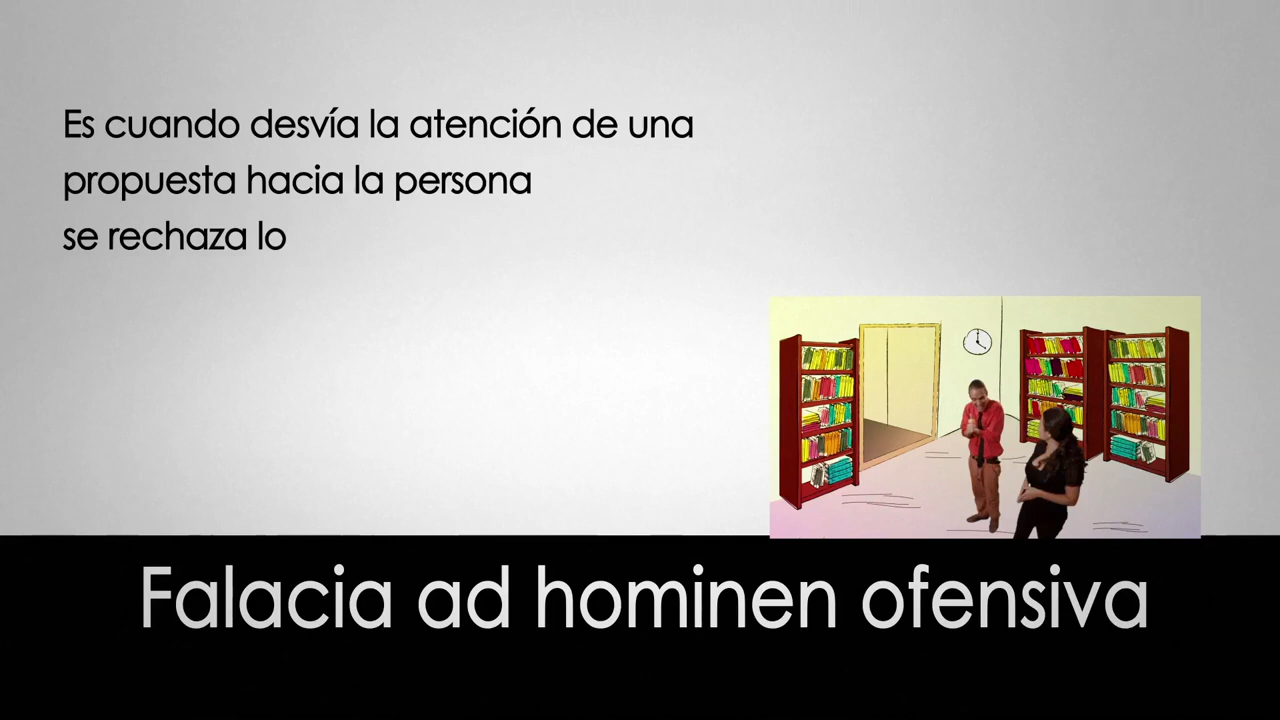 Es cuando desvía la atención de una
propuesta hacia la persona
se rechaza lo
Falacia ad hominen ofensiva